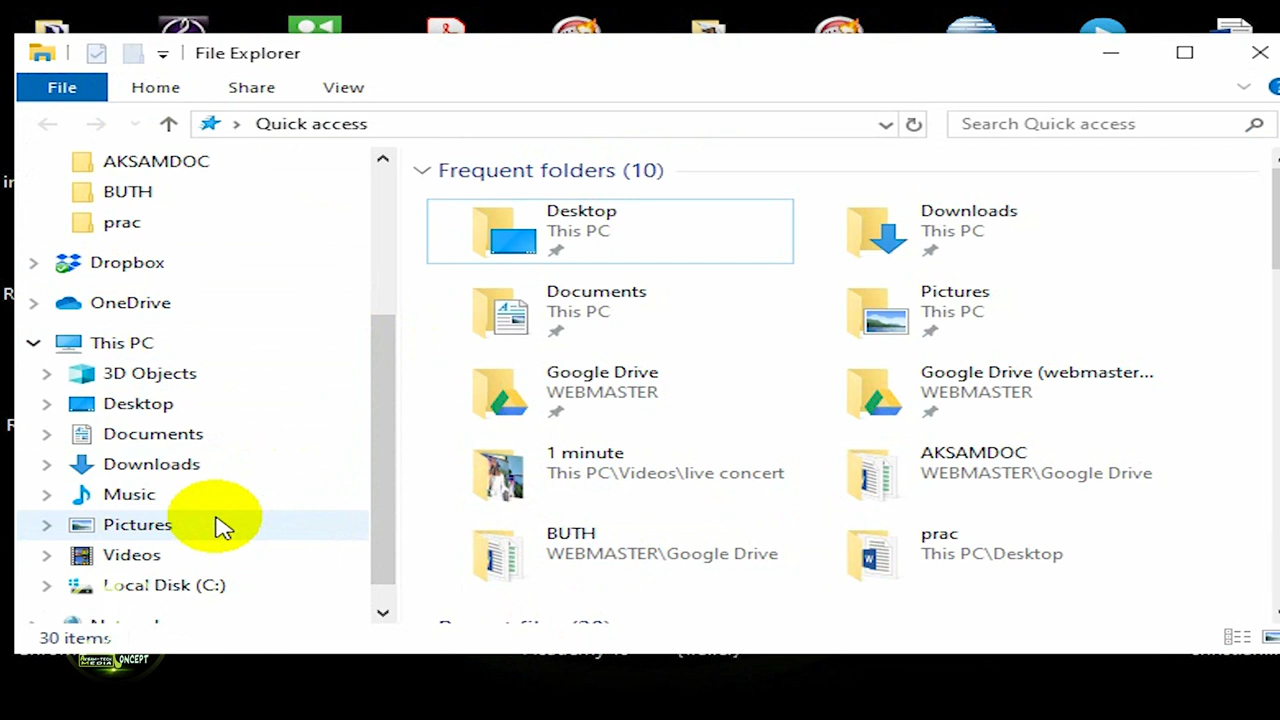 File Explorer
File
Home
Share
View
Quick access
Search Quick access
AKSAMDOC
BUTH
prac
Dropbox
OneDrive
This PC
3D Objects
Desktop
Documents
Downloads
Music
Pictures
Videos
Local Disk (C:)
Frequent folders (10)
Desktop
This PC
Downloads
This PC
Documents
This PC
Pictures
This PC
Google Drive
WEBMASTER
Google Drive (webmaster...
WEBMASTER
1 minute
This PC\Videos\live concert
AKSAMDOC
WEBMASTER\Google Drive
BUTH
WEBMASTER\Google Drive
prac
This PC\Desktop
30 items